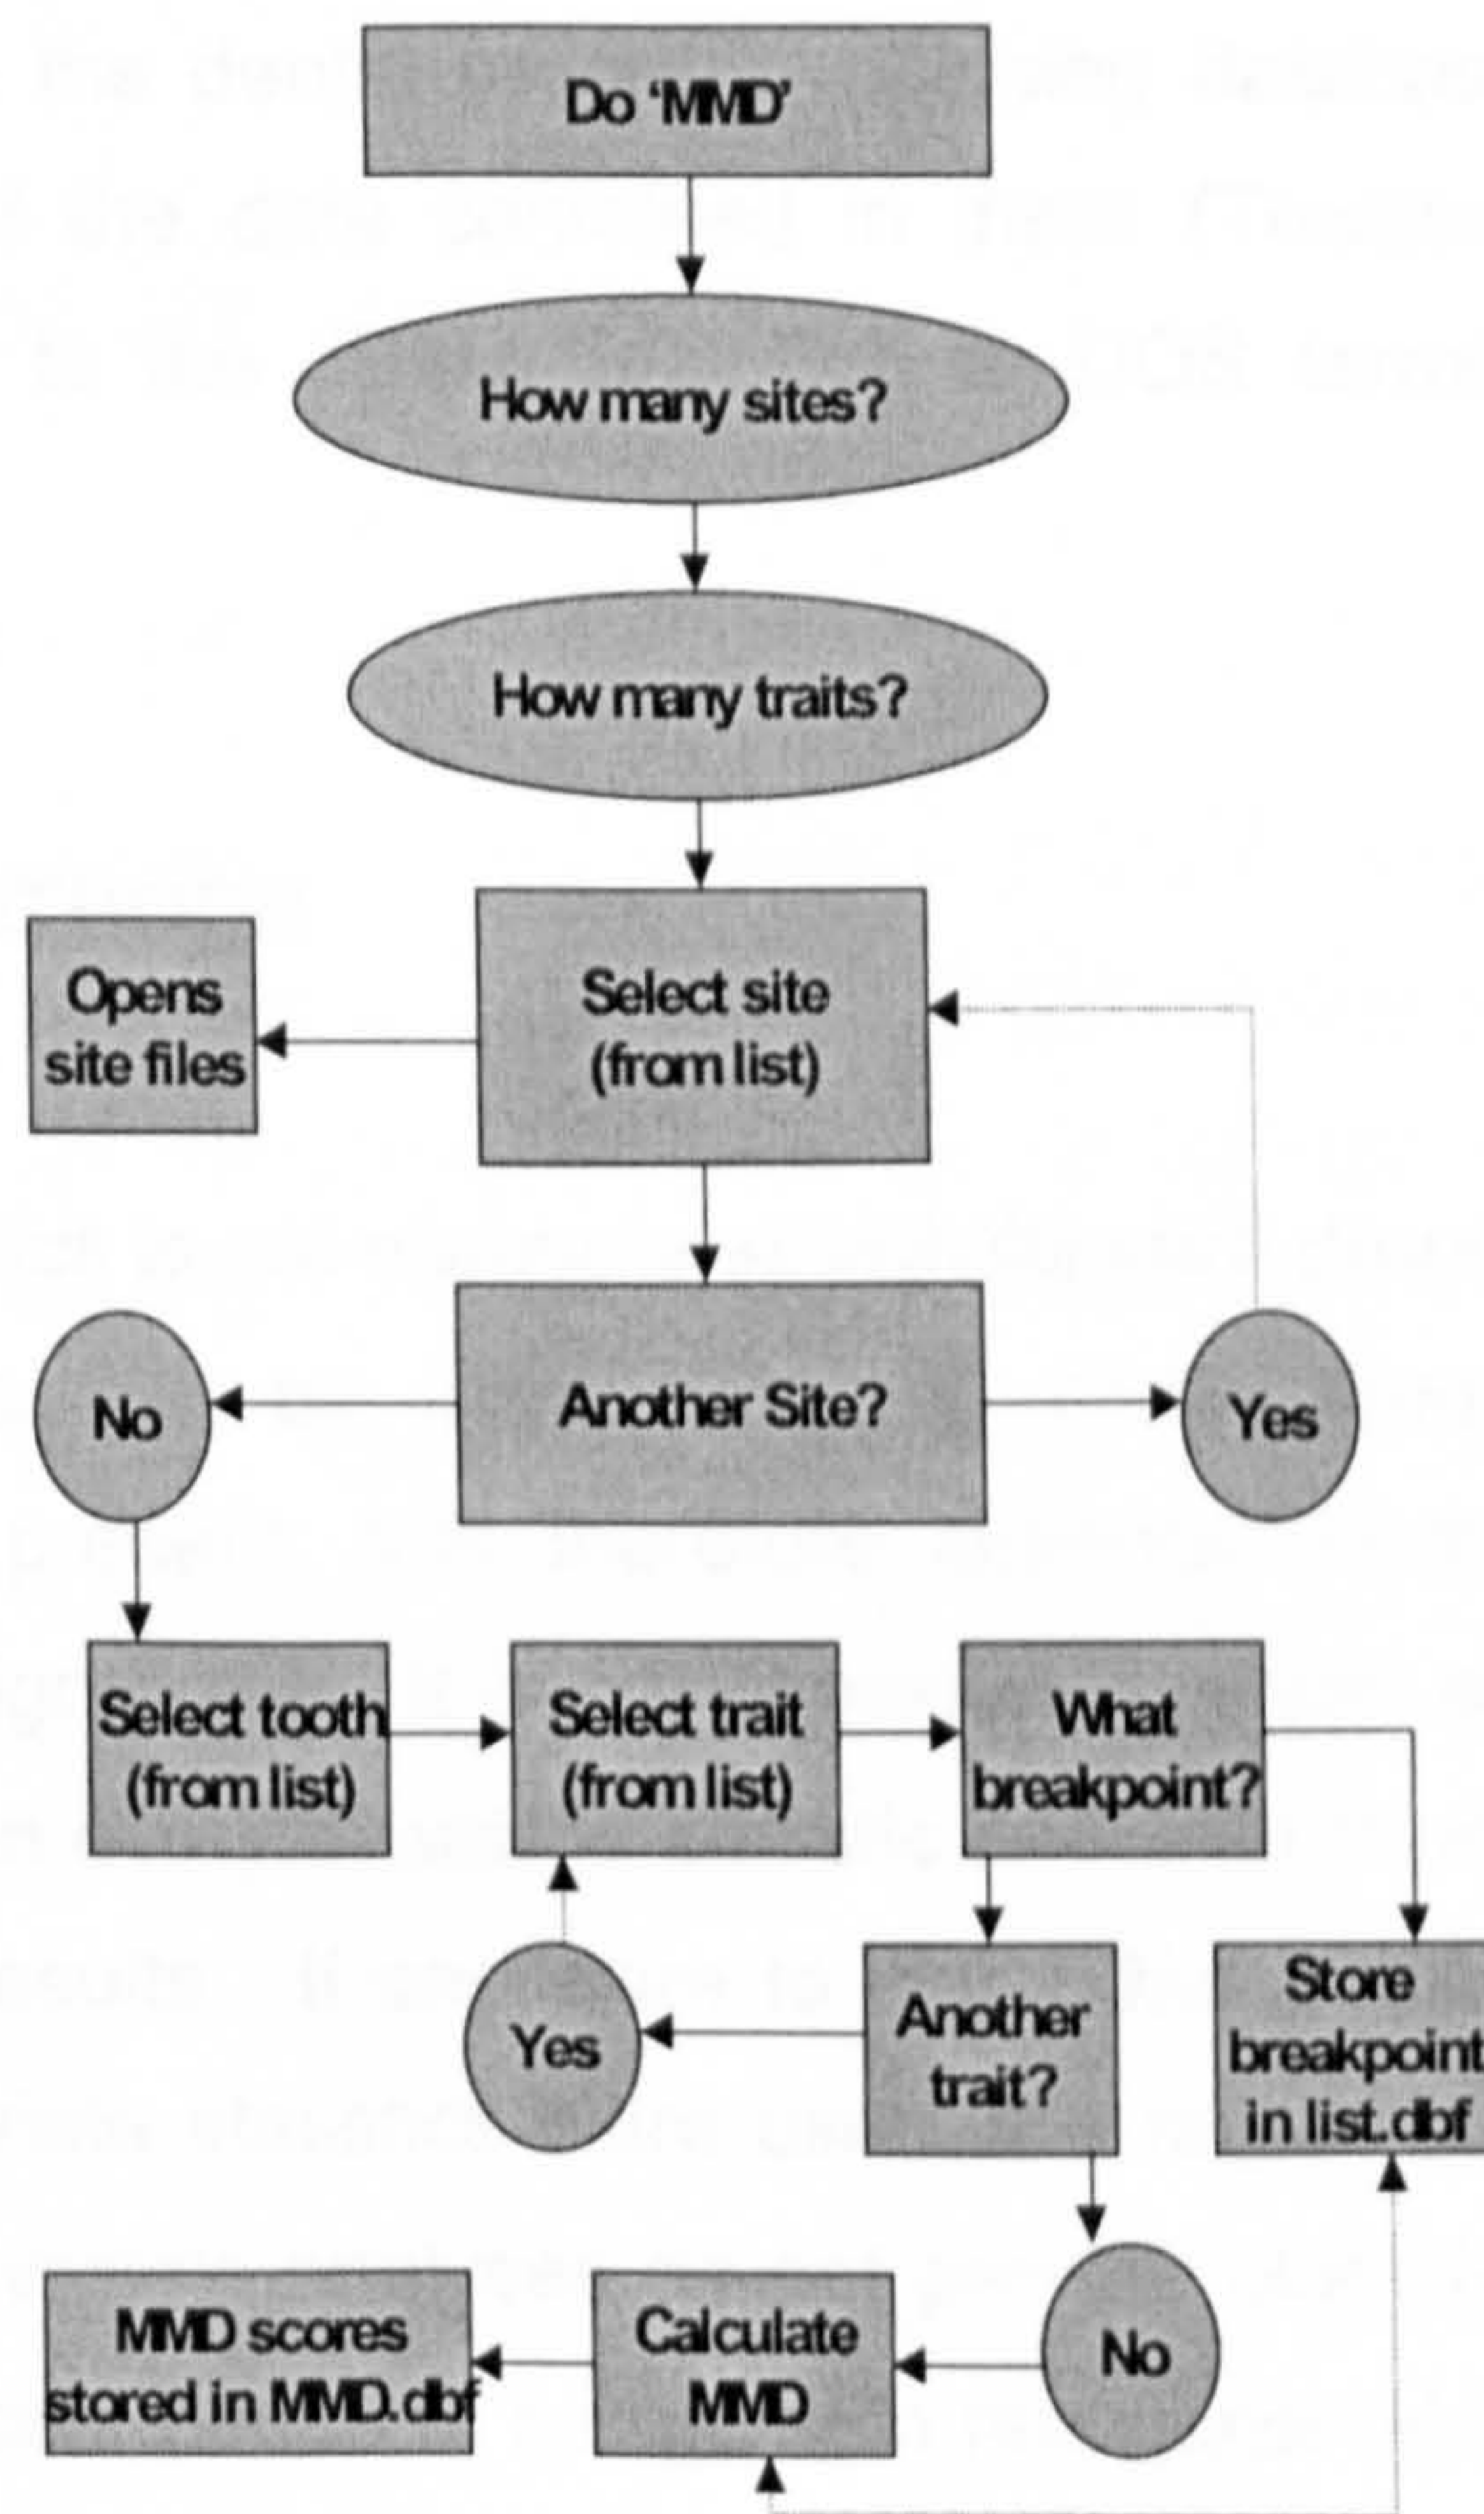 Do ‘MMD’
How many sites?
How many traits?
Opens
site files
Select site
(from list)
No
Another Site?
Yes
Select tooth
(from list)
Select trait
(from list)
What
breakpoint?
Yes
Another
trait?
Store
breakpoint
in list.dbf
MMD scores
stored in MMD.dbf
Calculate
MMD
No